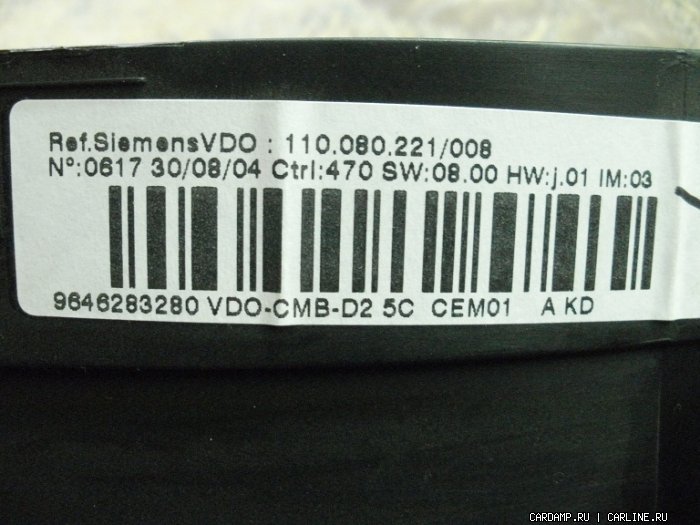 Ref.SiemensVDO : 110.080.221/008
N°:0617 30/08/04 Ctrl:470 SW:08.00 HW:j.01 IM:03
9646283280 VDO-CMB-D2 5C CEM01 A KD
CARDAMP.RU | CARLINE.RU